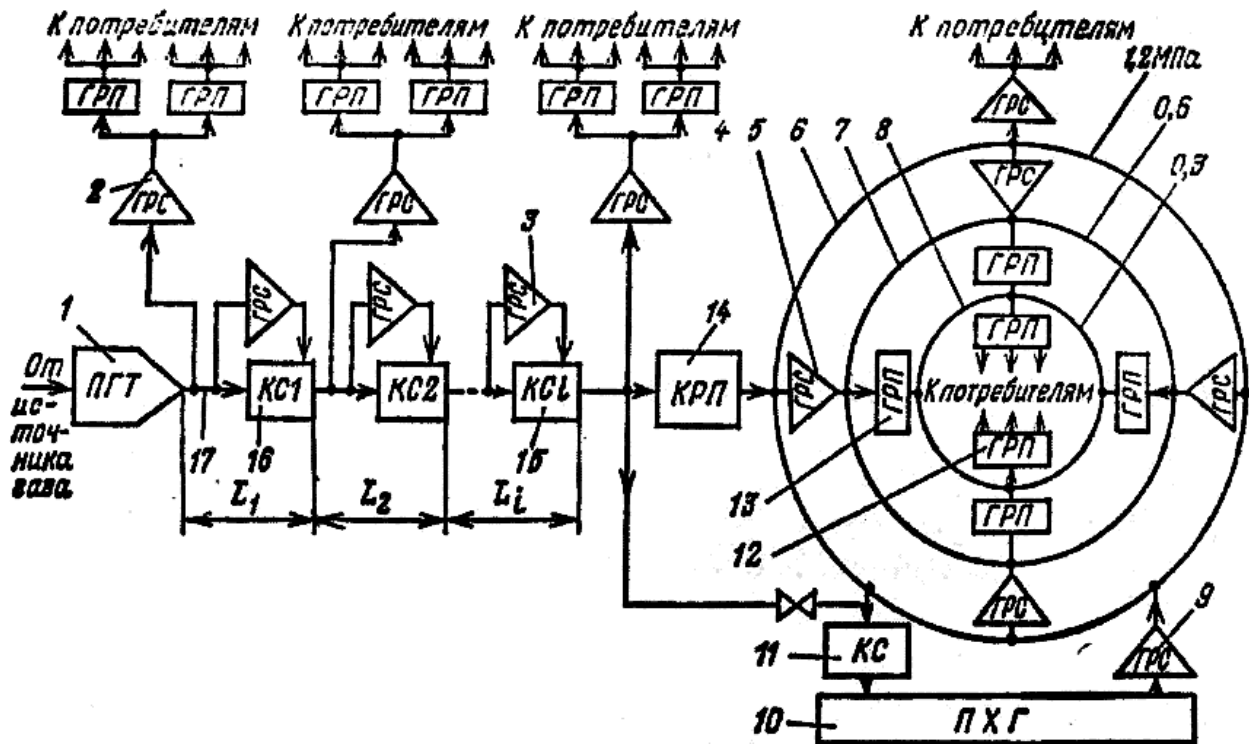 К потребителям
К потребителям
К потребителям
К потребителям
1,2МПа
ГРП
ГРП
ГРП
ГРП
ГРП
ГРП
ГРС
4
5
6
7
8
0,6
0,3
2
ГРС
ГРС
ГРС
ГРС
3
ГРС
ГРС
ГРС
ГРП
14
1
ГРП
От
ис-
точ-
ника
газа
ПГТ
КС1
КС2
КСi
КРП
ГРС
ГРП
К потребителям
ГРП
ГРС
17
16
15
ГРП
13
L1
L2
Li
12
ГРП
ГРС
9
ГРС
11
КС
10
ПХГ